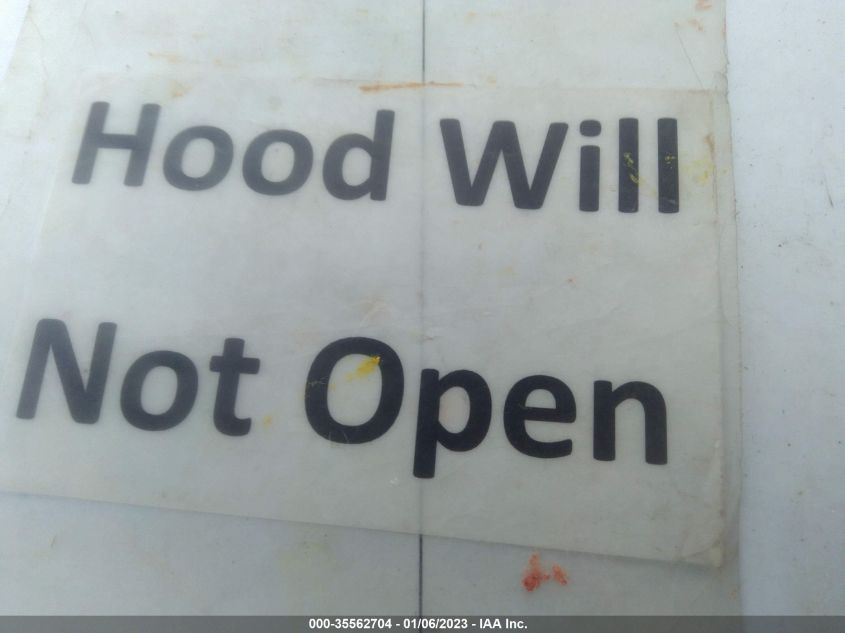 Hood Will
Not Open
000-35562704 - 01/06/2023 - IAA Inc.